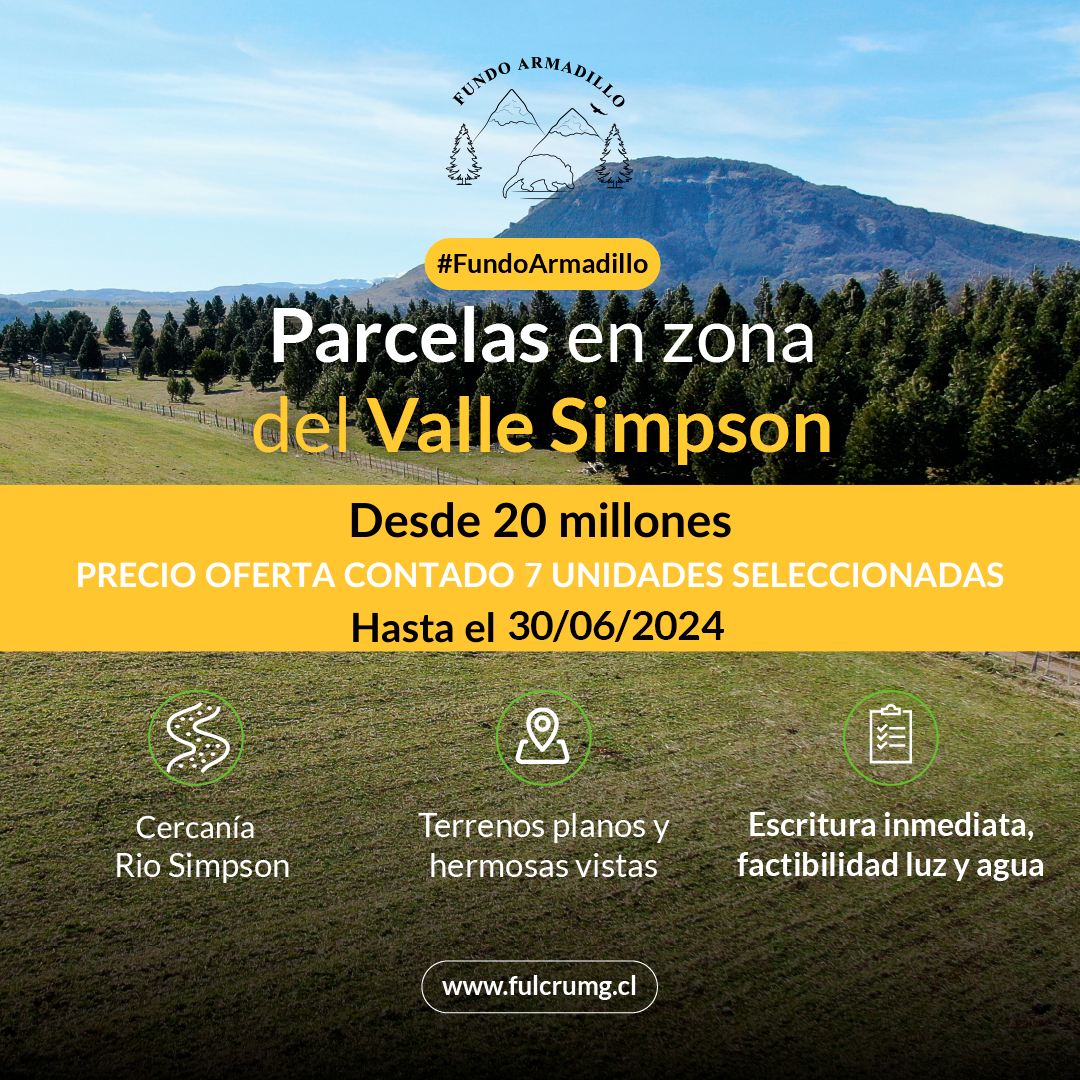 FUNDO ARMADILLO
#FundoArmadillo
Parcelas en zona
del Valle Simpson
Desde 20 millones
PRECIO OFERTA CONTADO 7 UNIDADES SELECCIONADAS
Hasta el 30/06/2024
Cercanía
Rio Simpson
Terrenos planos y
hermosas vistas
Escritura inmediata,
factibilidad luz y agua
www.fulcrumg.cl